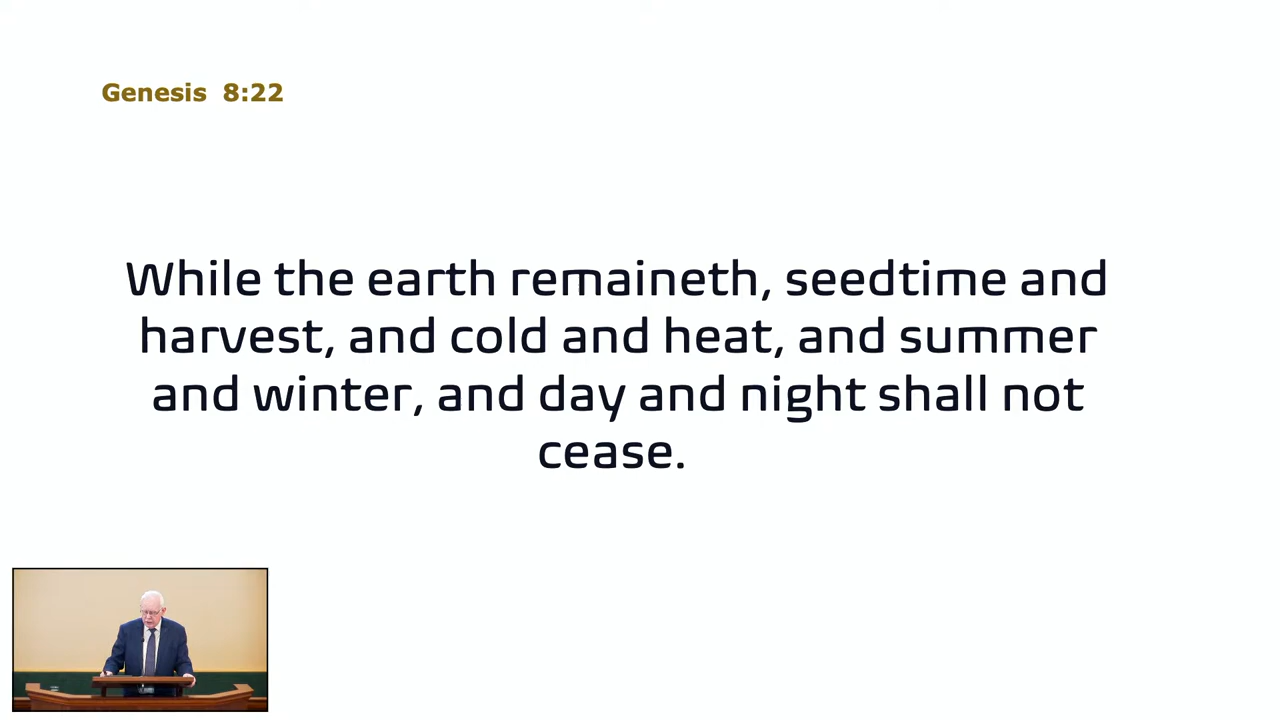 Genesis 8:22
While the earth remaineth, seedtime and
harvest, and cold and heat, and summer
and winter, and day and night shall not
cease.